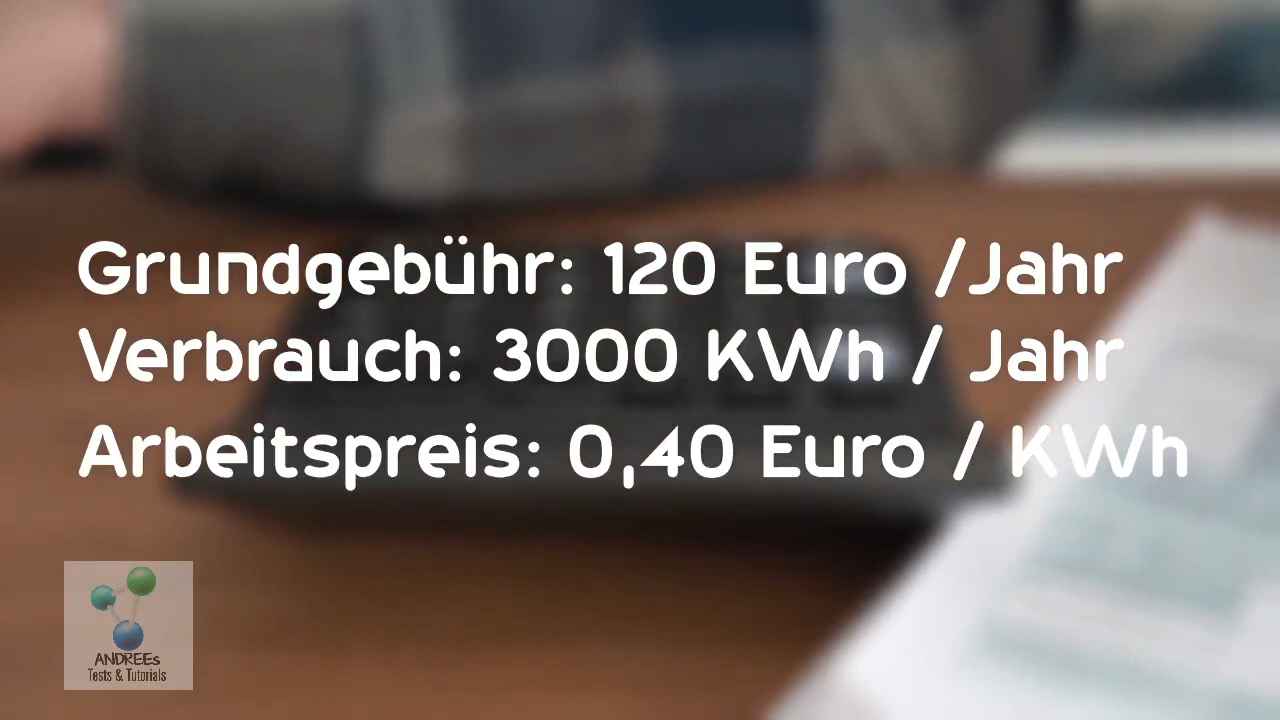 Grundgebühr: 120 Euro /Jahr
Verbrauch: 3000 KWh / Jahr
Arbeitspreis: 0,40 Euro / KWh
ANDREEs
Tests & Tutorials